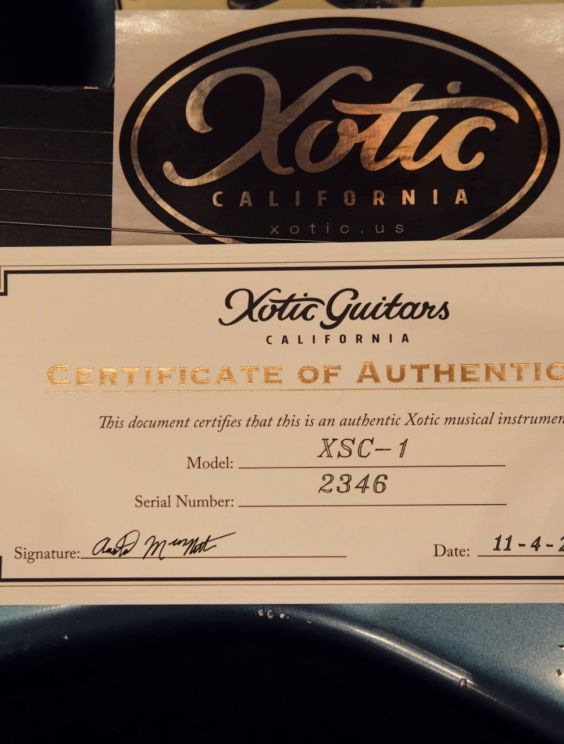 Xotic
CALIFORNIA
xotic.us
Xotic Guitars
CALIFORNIA
CERTIFICATE OF AUTHENTIC
This document certifies that this is an authentic Xotic musical instrumen
Model: XSC-1
Serial Number: 2346
Signature:
Date: 11-4-2